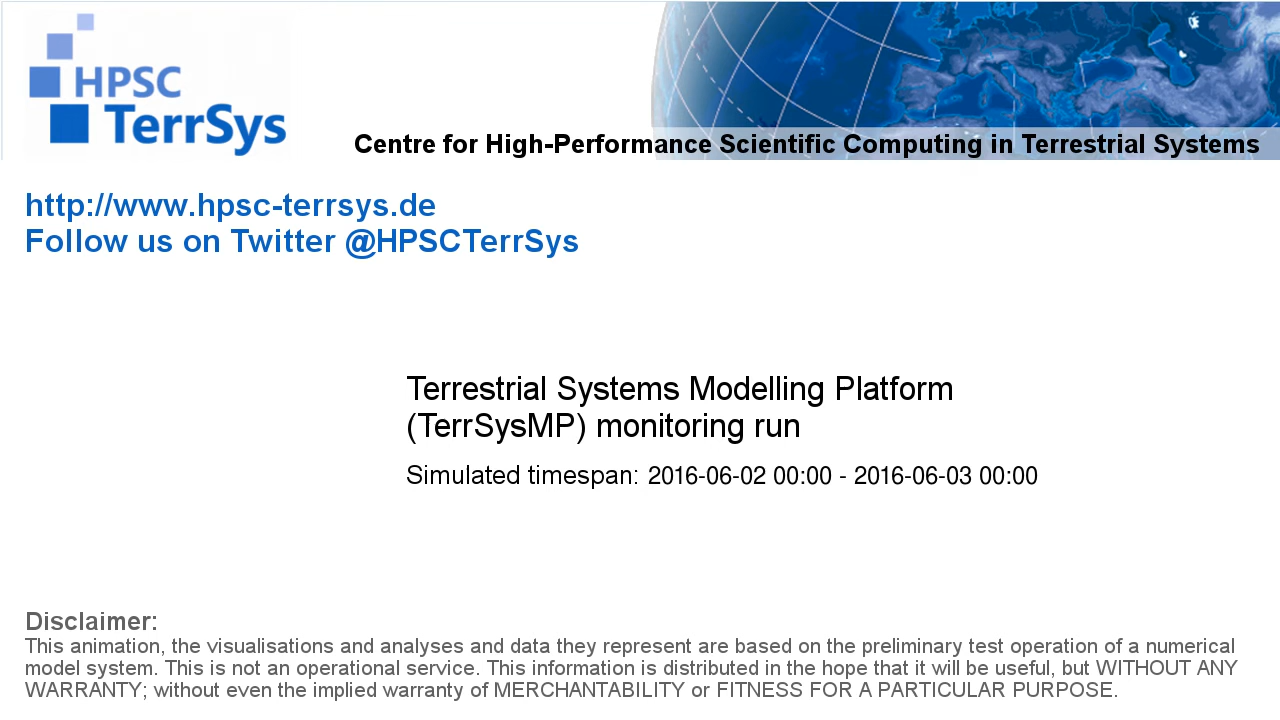 HPSC
TerrSys
Centre for High-Performance Scientific Computing in Terrestrial Systems
http://www.hpsc-terrsys.de
Follow us on Twitter @HPSCTerrSys
Terrestrial Systems Modelling Platform
(TerrSysMP) monitoring run
Simulated timespan: 2016-06-02 00:00 - 2016-06-03 00:00
Disclaimer:
This animation, the visualisations and analyses and data they represent are based on the preliminary test operation of a numerical
model system. This is not an operational service. This information is distributed in the hope that it will be useful, but WITHOUT ANY
WARRANTY; without even the implied warranty of MERCHANTABILITY or FITNESS FOR A PARTICULAR PURPOSE.